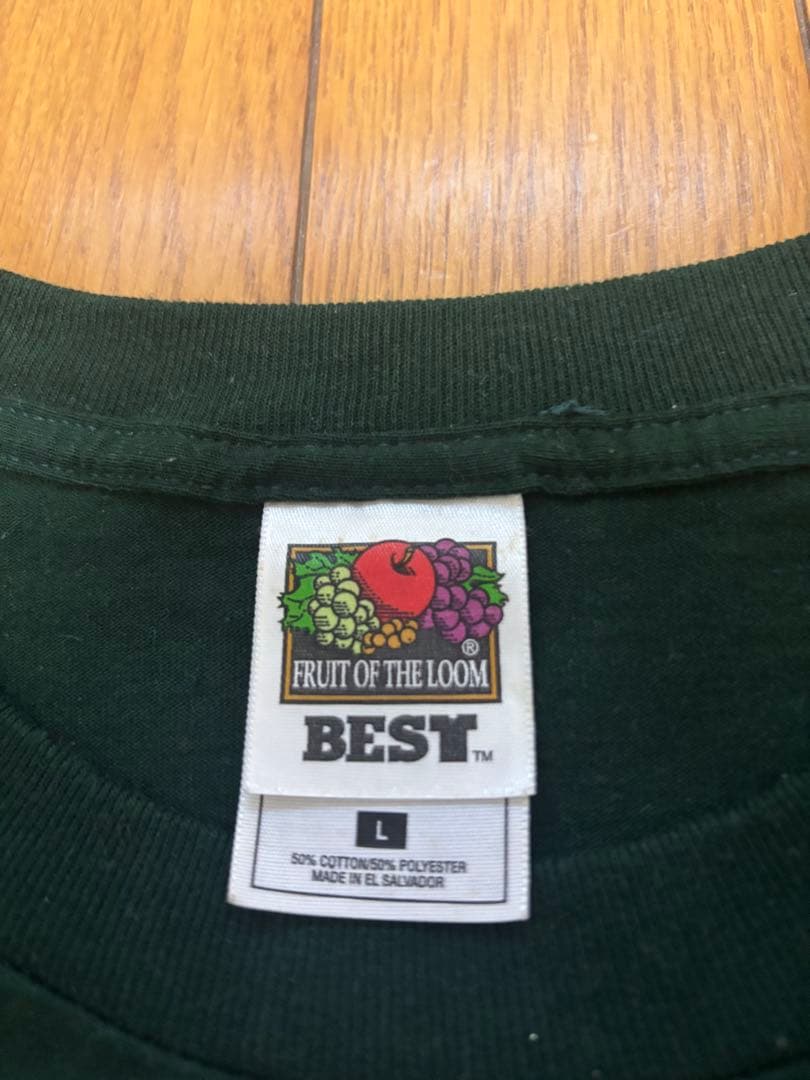 ®
FRUIT OF THE LOOM
BEST™
L
50% COTTON/50% POLYESTER
MADE IN EL SALVADOR